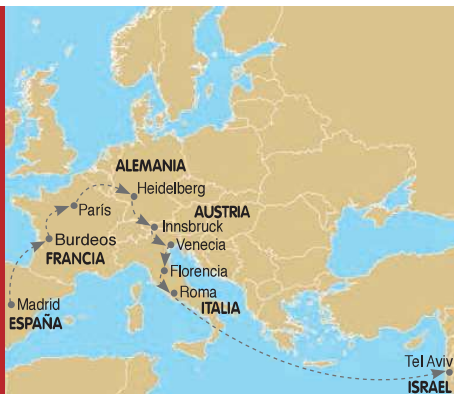 ALEMANIA
Heidelberg
París
AUSTRIA
Innsbruck
Burdeos
Venecia
FRANCIA
Florencia
Roma
Madrid
ITALIA
ESPAÑA
Tel Aviv
ISRAEL